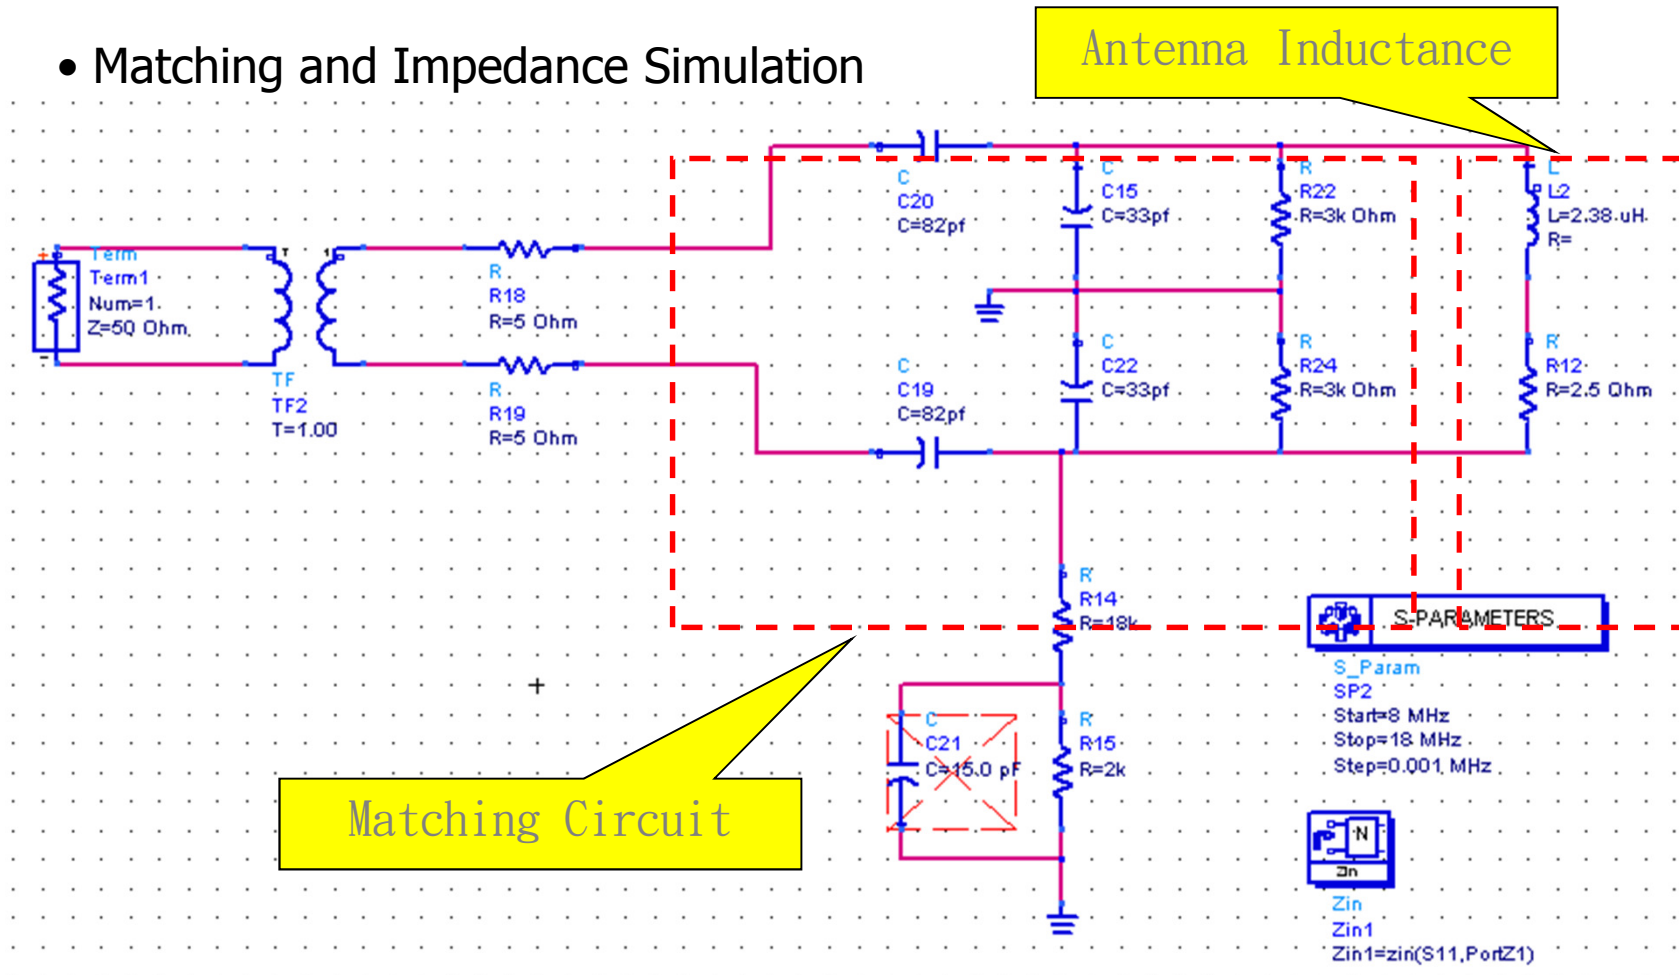 • Matching and Impedance Simulation
Antenna Inductance
Term
Term1
Num=1
Z=50 Ohm
TF
TF2
T=1.00
R
R18
R=5 Ohm
R
R19
R=5 Ohm
C
C20
C=82pf
C
C19
C=82pf
C
C15
C=33pf
C
C22
C=33pf
R
R22
R=3k Ohm
R
R24
R=3k Ohm
L
L2
L=2.38 uH
R=
R
R12
R=2.5 Ohm
R
R14
R=18k
C
C21
C=15.0 pF
R
R15
R=2k
Matching Circuit
S-PARAMETERS
S_Param
SP2
Start=8 MHz
Stop=18 MHz
Step=0.001 MHz
N
Zin
Zin
Zin1
Zin1=zin(S11,PortZ1)